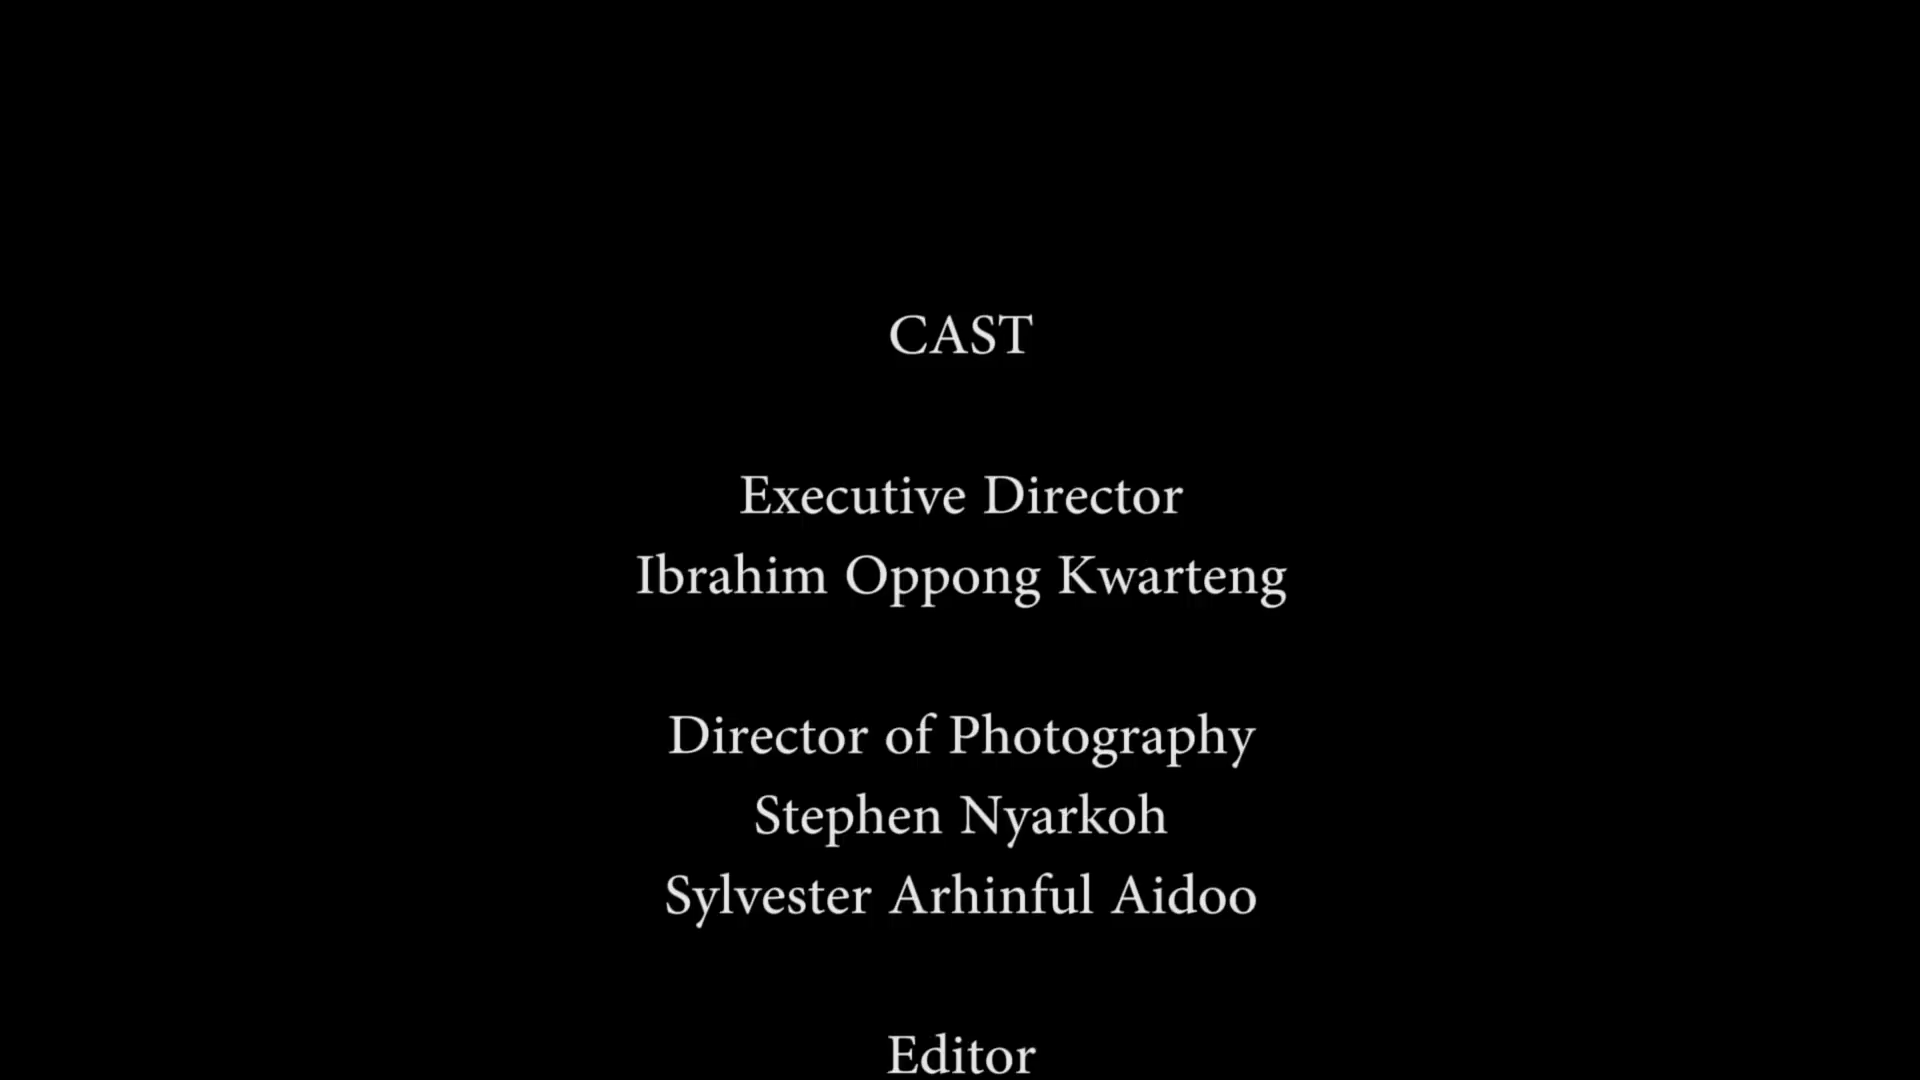 CAST
Executive Director
Ibrahim Oppong Kwarteng
Director of Photography
Stephen Nyarkoh
Sylvester Arhinful Aidoo
Editor